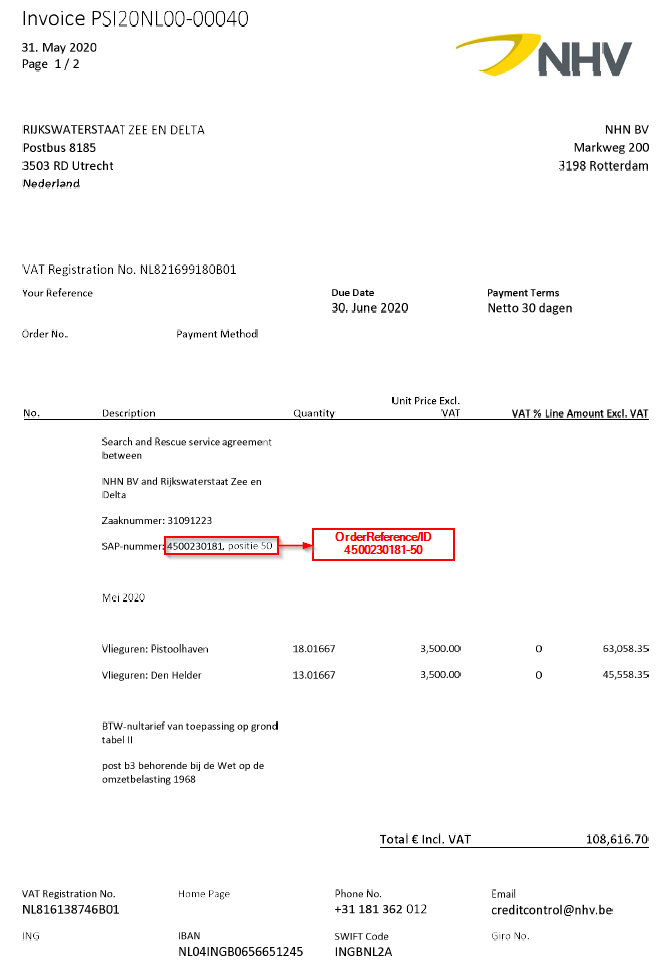 Invoice PSI20NL00-00040
31. May 2020
Page 1 / 2
NHV
RIJKSWATERSTAAT ZEE EN DELTA
Postbus 8185
3503 RD Utrecht
Nederland
NHN BV
Markweg 200
3198 Rotterdam
VAT Registration No. NL821699180B01
Your Reference
Due Date
Payment Terms
30. June 2020
Netto 30 dagen
Order No.
Payment Method
No. Description Quantity Unit Price Excl. VAT VAT % Line Amount Excl. VAT
Search and Rescue service agreement
between
NHN BV and Rijkswaterstaat Zee en
Delta
Zaaknummer: 31091223
SAP-nummer: 4500230181, positie 50
OrderReference/ID
4500230181-50
Mei 2020
Vlieguren: Pistoolhaven 18.01667 3,500.00 0 63,058.35
Vlieguren: Den Helder 13.01667 3,500.00 0 45,558.35
BTW-nultarief van toepassing op grond
tabel II
post b3 behorende bij de Wet op de
omzetbelasting 1968
Total € Incl. VAT 108,616.70
VAT Registration No. Home Page Phone No. Email
NL816138746B01 +31 181 362 012 creditcontrol@nhv.be
ING IBAN SWIFT Code Giro No.
NL04INGB0656651245 INGBNL2A